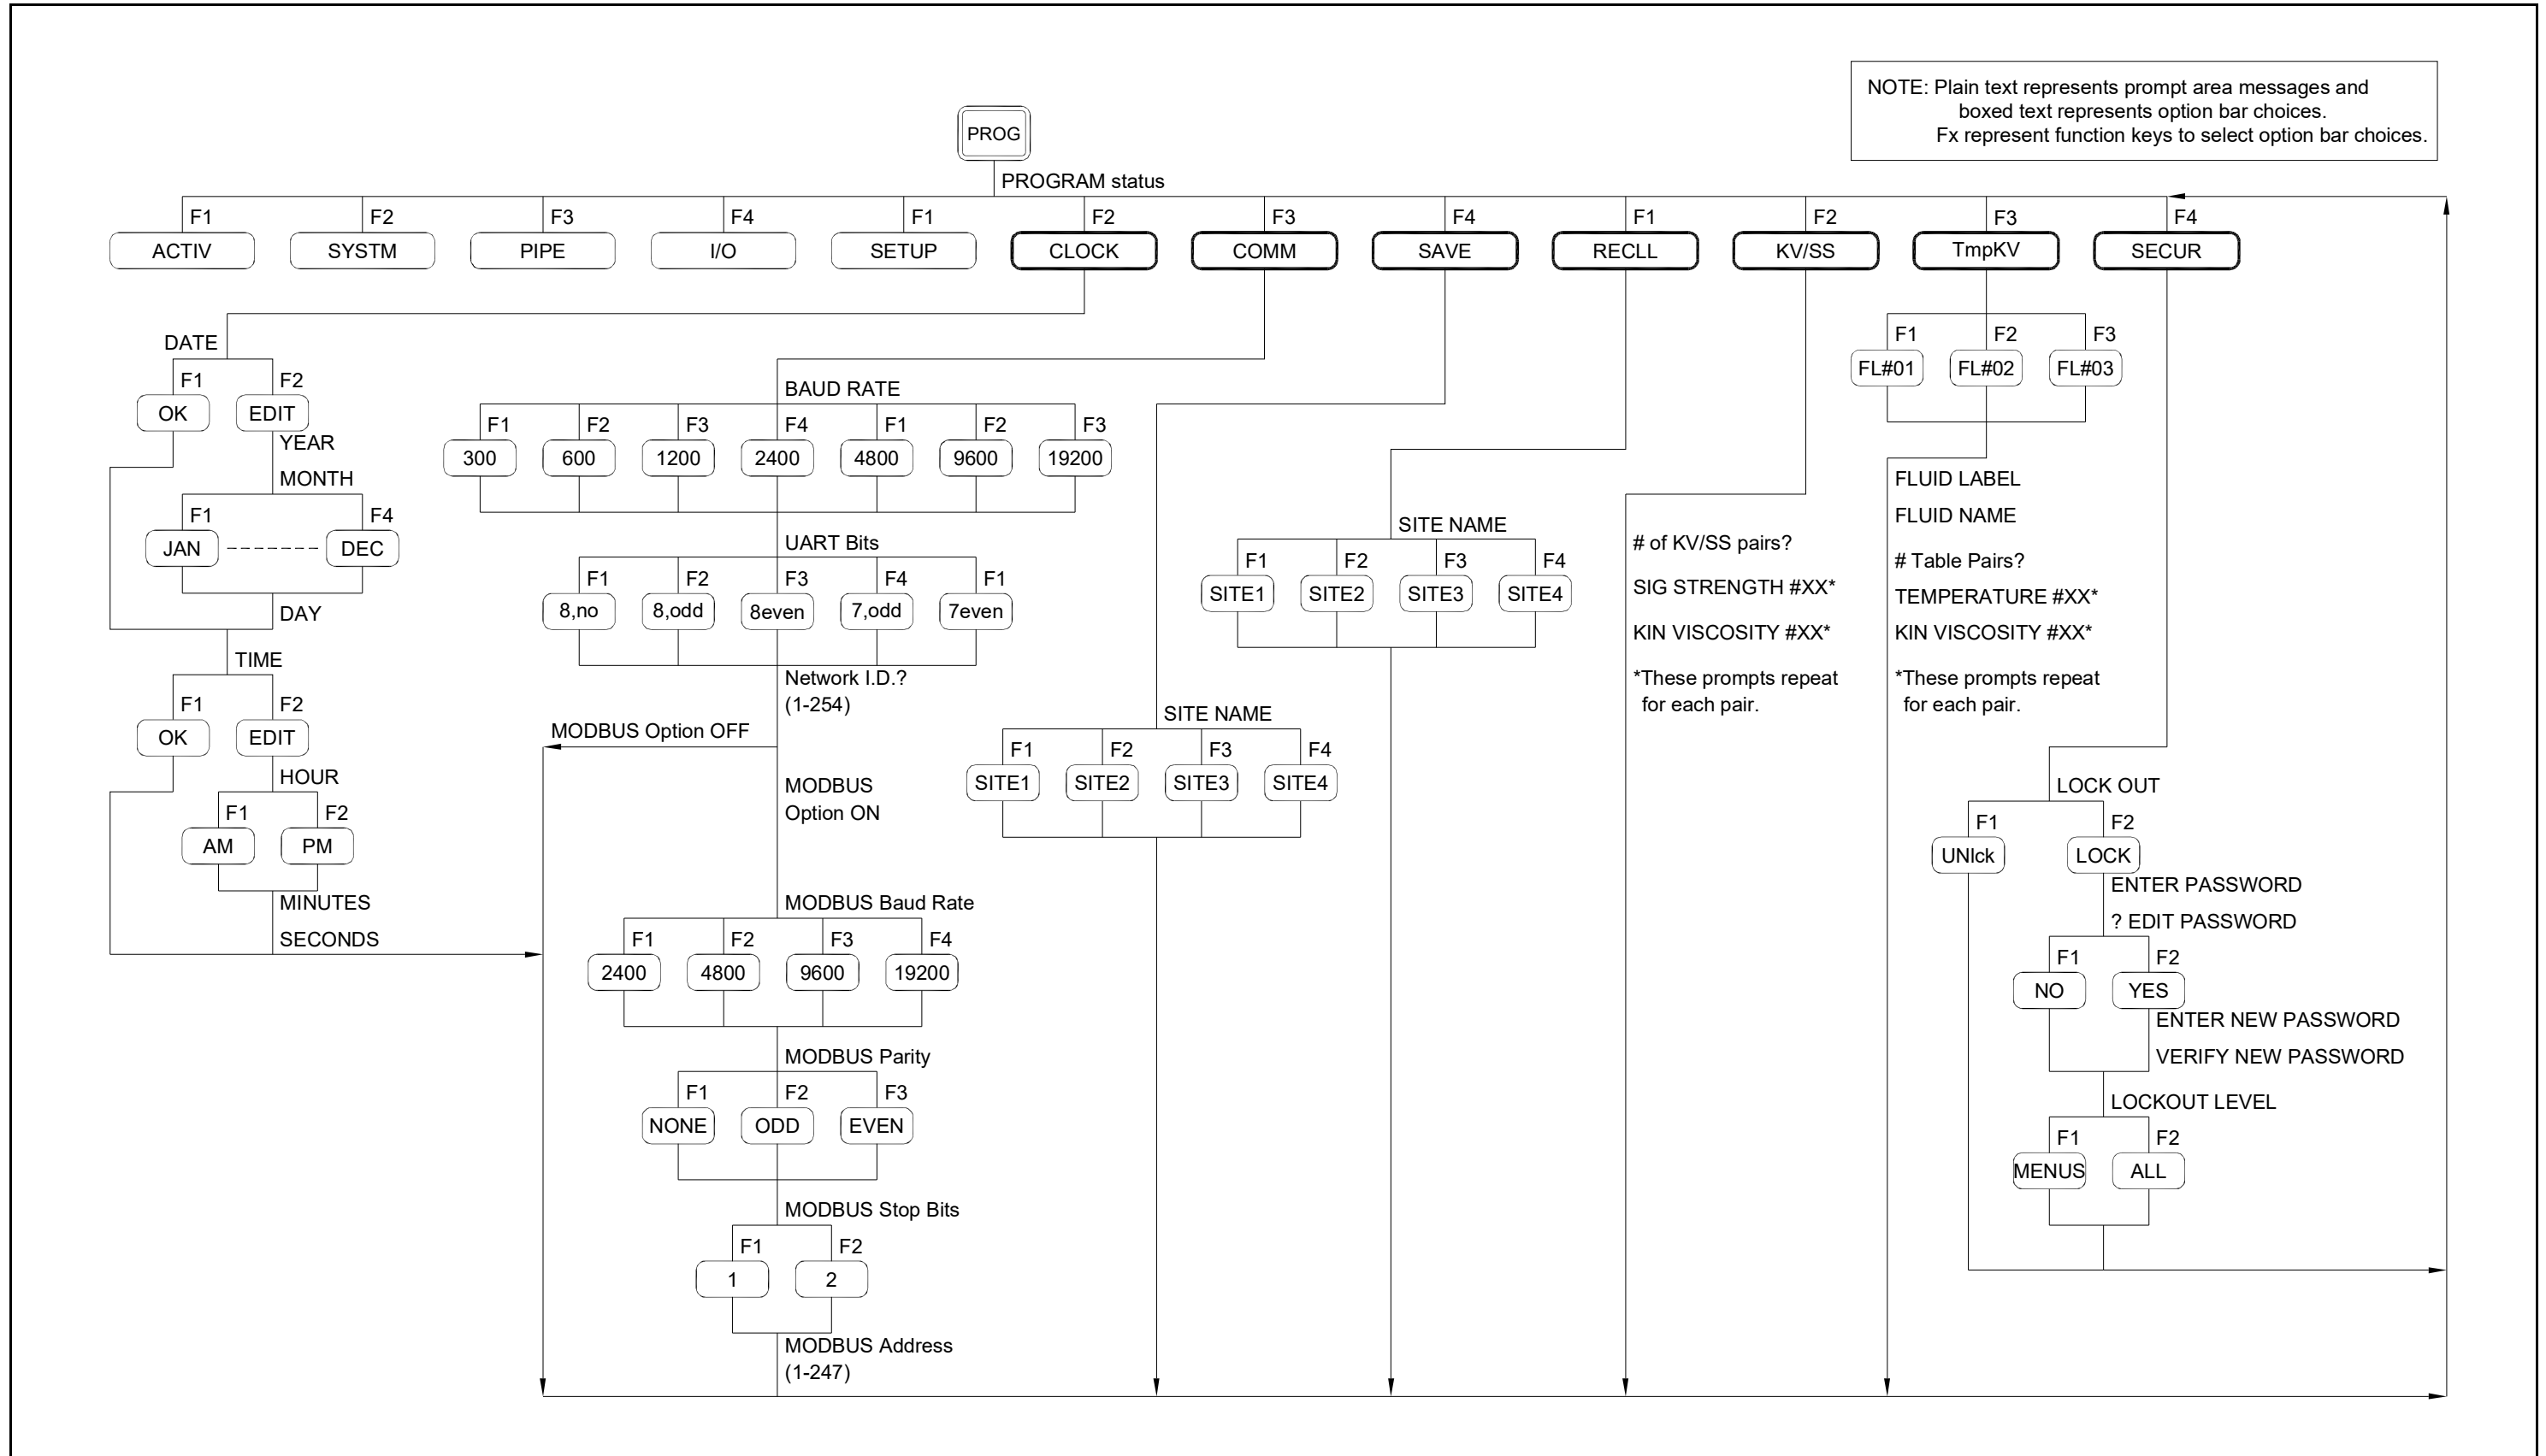 NOTE: Plain text represents prompt area messages and
boxed text represents option bar choices.
Fx represent function keys to select option bar choices.
PROG
PROGRAM status
F1 F2 F3 F4 F1 F2 F3 F4 F1 F2 F3 F4
ACTIV SYSTM PIPE I/O SETUP CLOCK COMM SAVE RECLL KV/SS TmpKV SECUR
DATE
F1 F2
OK EDIT
YEAR
MONTH
F1 F4
JAN DEC
DAY
TIME
F1 F2
OK EDIT
HOUR
F1 F2
AM PM
MINUTES
SECONDS
BAUD RATE
F1 F2 F3 F4 F1 F2 F3
300 600 1200 2400 4800 9600 19200
UART Bits
F1 F2 F3 F4 F1
8,no 8,odd 8even 7,odd 7even
Network I.D.?
(1-254)
MODBUS Option OFF
MODBUS
Option ON
MODBUS Baud Rate
F1 F2 F3 F4
2400 4800 9600 19200
MODBUS Parity
F1 F2 F3
NONE ODD EVEN
MODBUS Stop Bits
F1 F2
1 2
MODBUS Address
(1-247)
SITE NAME
F1 F2 F3 F4
SITE1 SITE2 SITE3 SITE4
SITE NAME
F1 F2 F3 F4
SITE1 SITE2 SITE3 SITE4
# of KV/SS pairs?
SIG STRENGTH #XX*
KIN VISCOSITY #XX*
*These prompts repeat
for each pair.
F1 F2 F3
FL#01 FL#02 FL#03
FLUID LABEL
FLUID NAME
# Table Pairs?
TEMPERATURE #XX*
KIN VISCOSITY #XX*
*These prompts repeat
for each pair.
LOCK OUT
F1 F2
UNlck LOCK
ENTER PASSWORD
? EDIT PASSWORD
F1 F2
NO YES
ENTER NEW PASSWORD
VERIFY NEW PASSWORD
LOCKOUT LEVEL
F1 F2
MENUS ALL